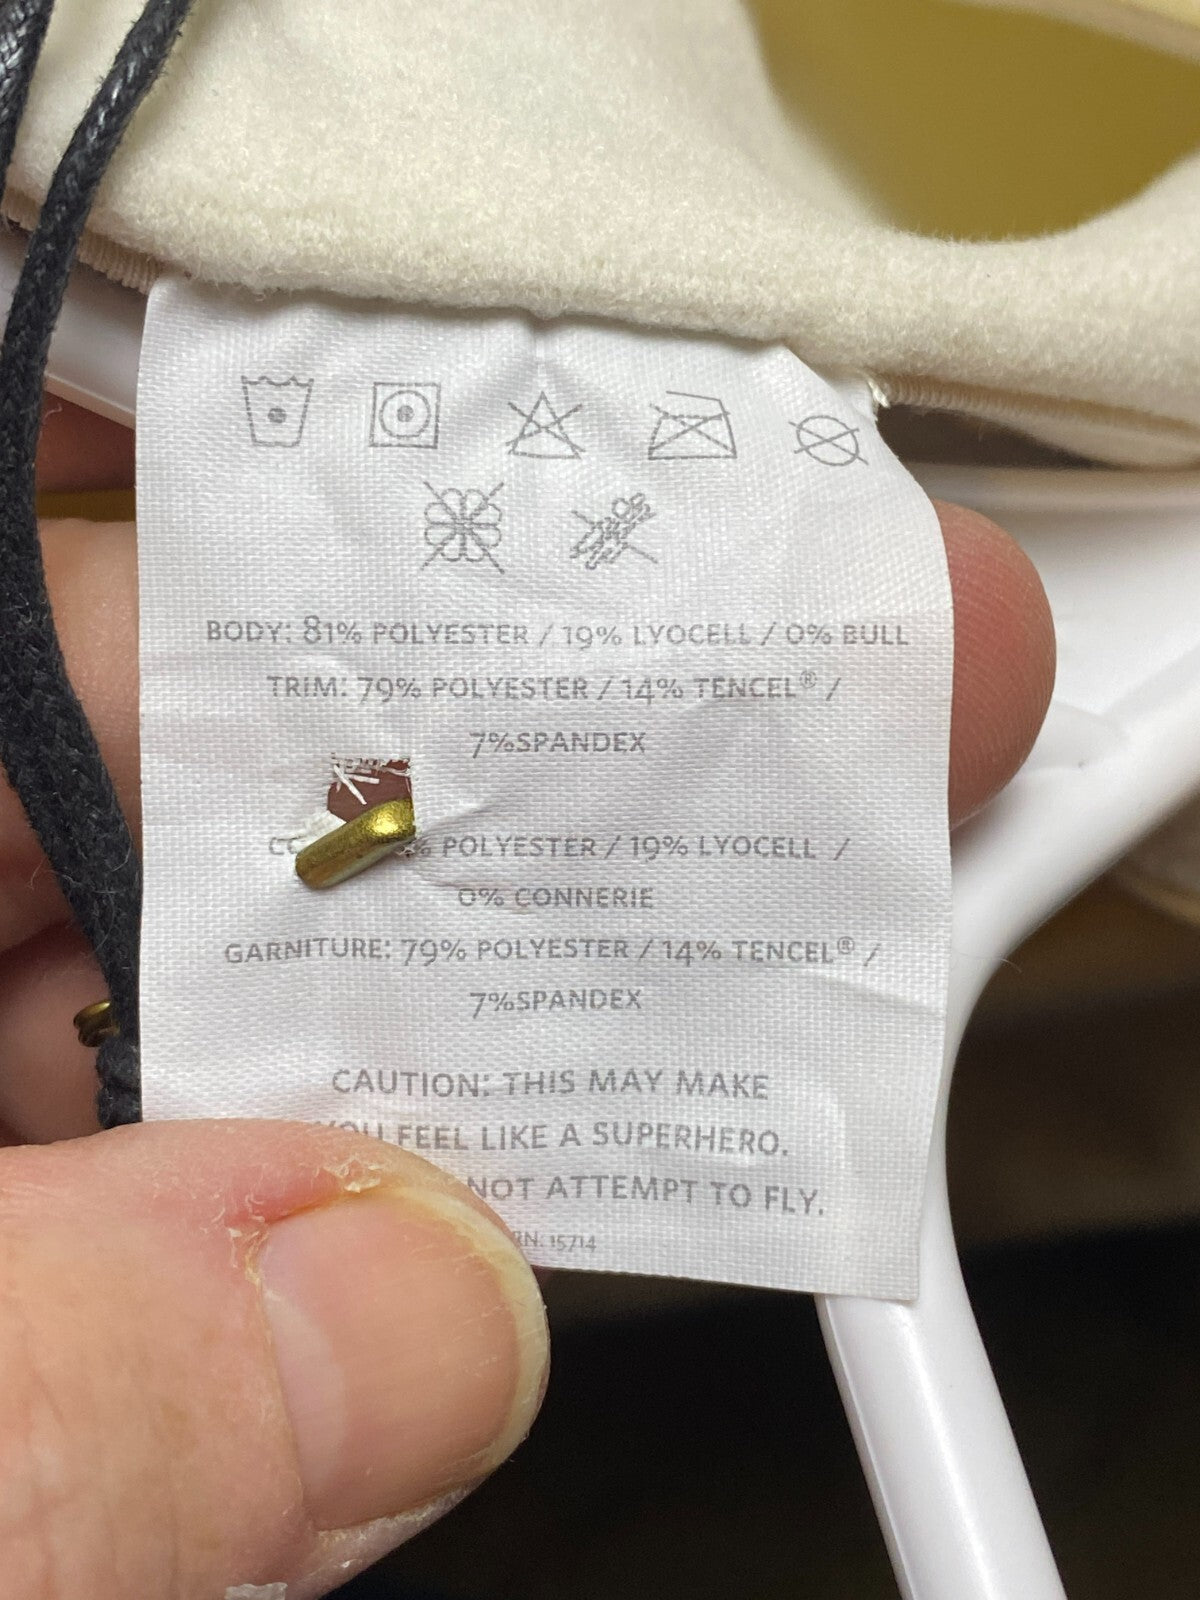 BODY: 81% POLYESTER / 19% LYOCELL / 0% BULL
TRIM: 79% POLYESTER / 14% TENCEL® /
7%SPANDEX
% POLYESTER / 19% LYOCELL /
0% CONNERIE
GARNITURE: 79% POLYESTER / 14% TENCEL® /
7%SPANDEX
CAUTION: THIS MAY MAKE
YOU FEEL LIKE A SUPERHERO.
NOT ATTEMPT TO FLY.
RN: 15714